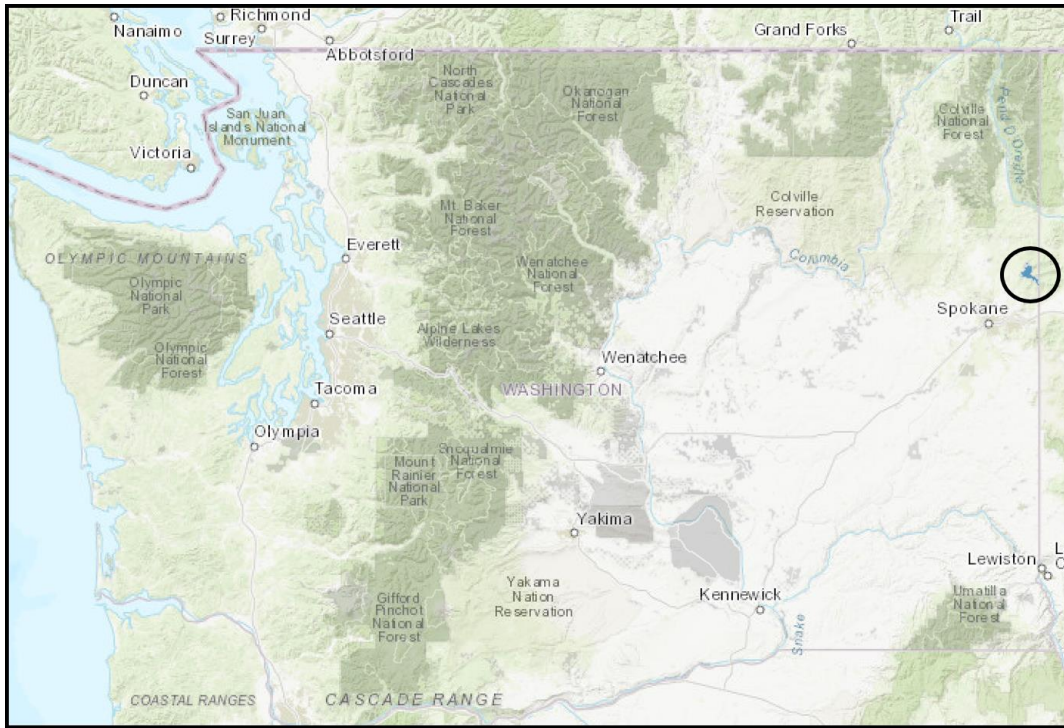 Richmond
Trail
Nanaimo
Grand Forks
Surrey
Abbotsford
North
Cascades
National
Park
Okanogan
National
Forest
Duncan
San Juan
Islands National
Monument
Colville
National
Forest
Pend Oreille
Victoria
Colville
Reservation
Mt Baker
National
Forest
Everett
OLYMPIC MOUNTAINS
Olympic
National
Park
Wenatchee
National
Forest
Columbia
Spokane
Seattle
Alpine Lakes
Wilderness
Olympic
National
Forest
Wenatchee
WASHINGTON
Tacoma
Olympia
Snoqualmie
National
Forest
Mount
Rainier
National
Park
Yakima
Lewiston
L
C
Yakama
Nation
Reservation
Kennewick
Umatilla
National
Forest
Gifford
Pinchot
National
Forest
Snake
COASTAL RANGES
CASCADE RANGE